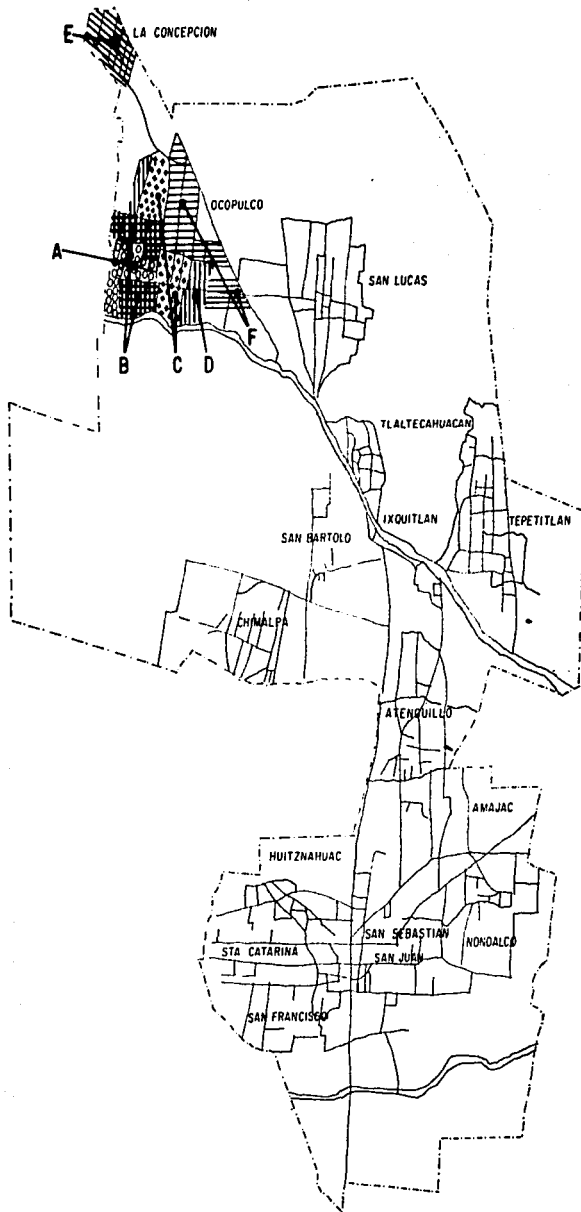 E
LA CONCEPCION
OCOPULCO
A
SAN LUCAS
F
B
C
D
TLALTECAHUACAN
IXQUITLAN
TEPETITLAN
SAN BARTOLO
CHIMALPA
ATENGUILLO
AMAJAC
HUITZNAHUAC
SAN SEBASTIAN
NONOALCO
STA CATARINA
SAN JUAN
SAN FRANCISCO